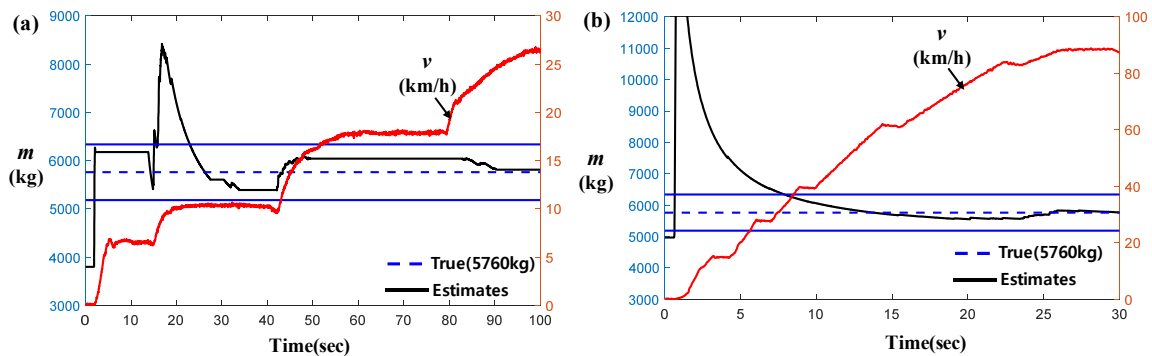 (a)
9000
8000
7000
6000
5000
4000
3000
m
(kg)
30
25
20
15
10
5
0
v
(km/h)
True(5760kg)
Estimates
0 10 20 30 40 50 60 70 80 90 100
Time(sec)
(b)
12000
11000
10000
9000
8000
7000
6000
5000
4000
3000
m
(kg)
100
80
60
40
20
0
v
(km/h)
True(5760kg)
Estimates
0 5 10 15 20 25 30
Time(sec)